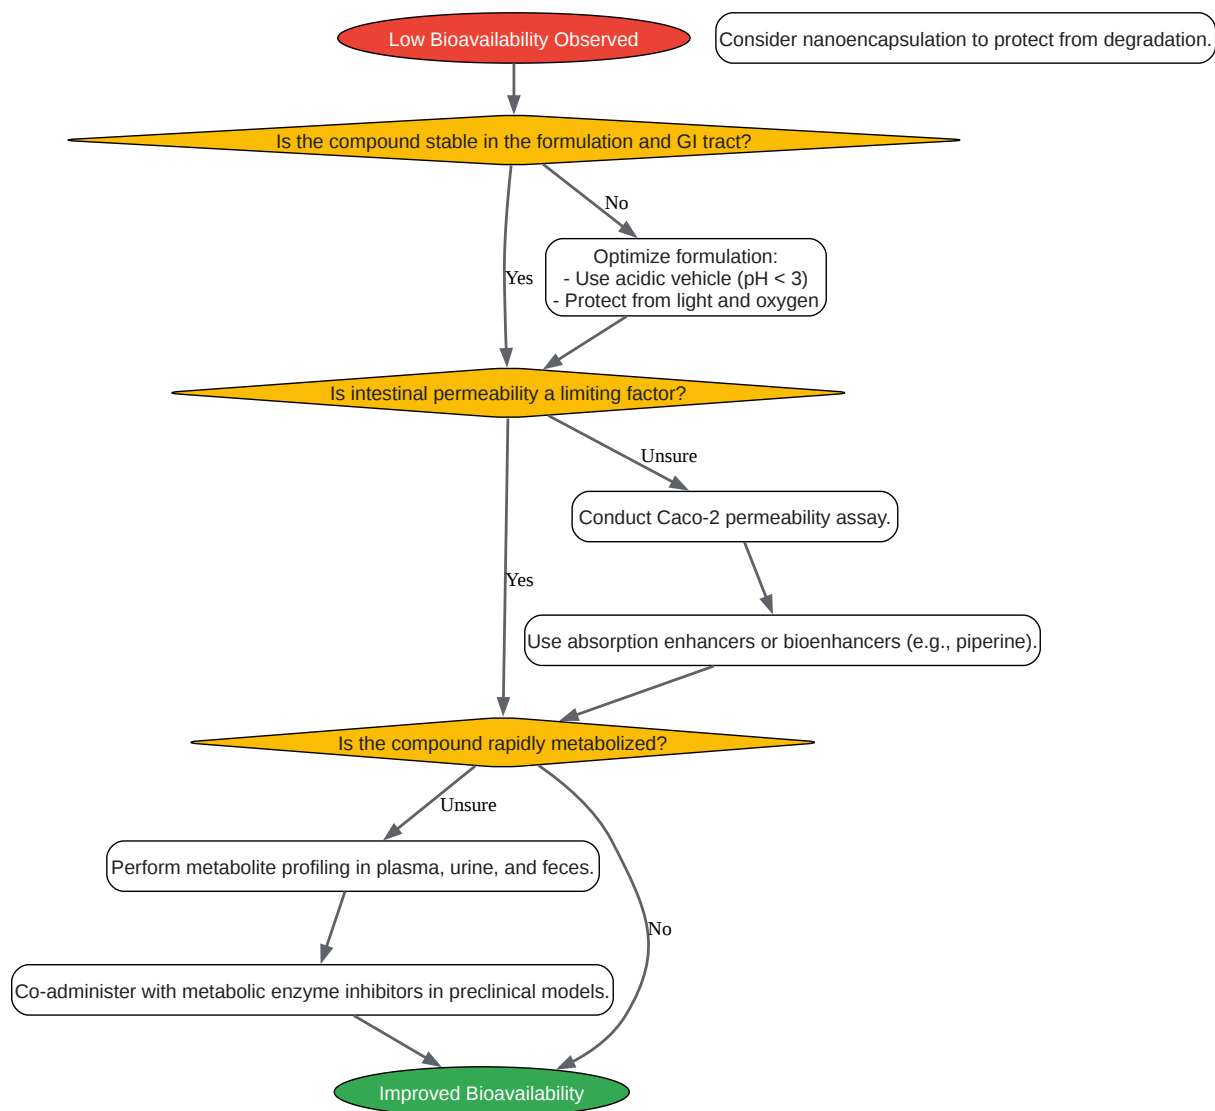 Low Bioavailability Observed
Consider nanoencapsulation to protect from degradation.
Is the compound stable in the formulation and GI tract?
No
Yes
Optimize formulation:
- Use acidic vehicle (pH < 3)
- Protect from light and oxygen
Is intestinal permeability a limiting factor?
Unsure
Conduct Caco-2 permeability assay.
Yes
Use absorption enhancers or bioenhancers (e.g., piperine).
Is the compound rapidly metabolized?
Unsure
Perform metabolite profiling in plasma, urine, and feces.
No
Co-administer with metabolic enzyme inhibitors in preclinical models.
Improved Bioavailability